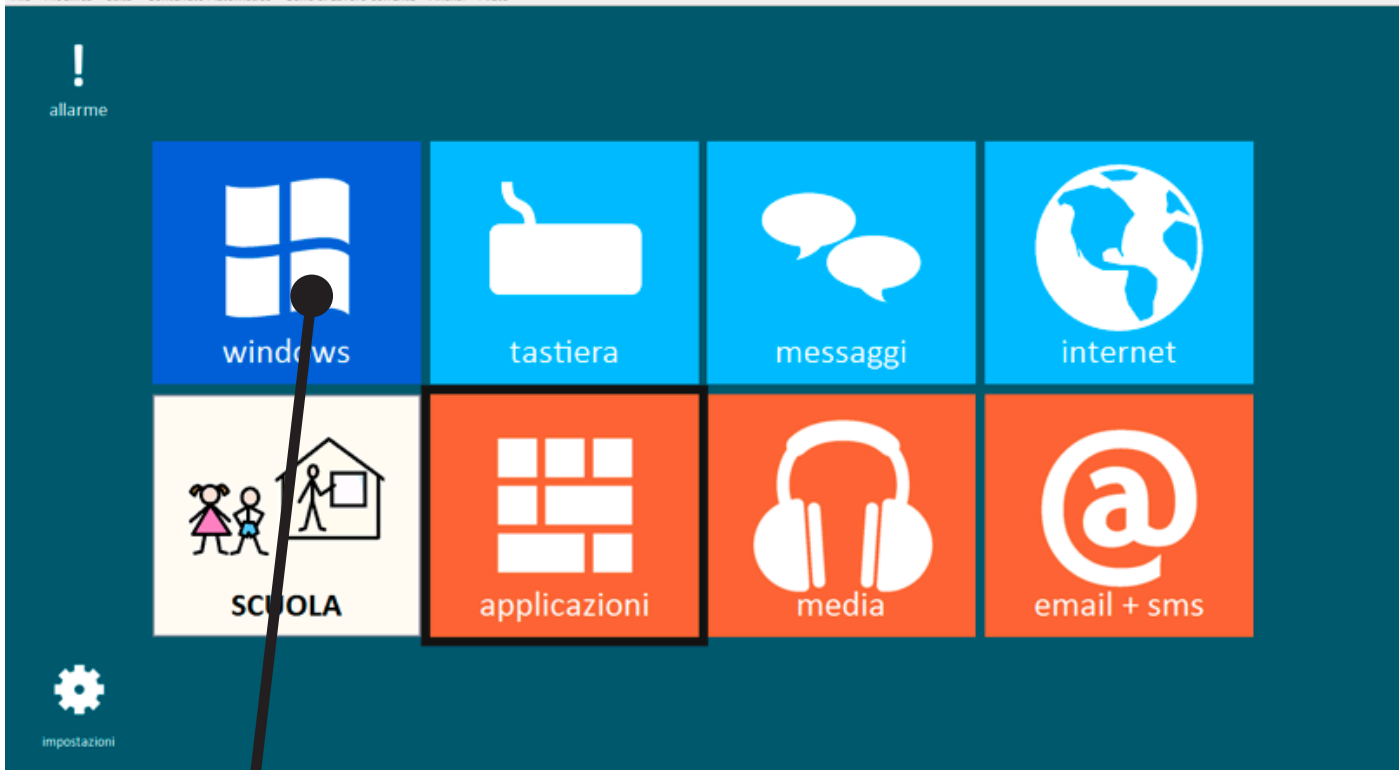 allarme
windows
tastiera
messaggi
internet
SCUOLA
applicazioni
media
email + sms
impostazioni